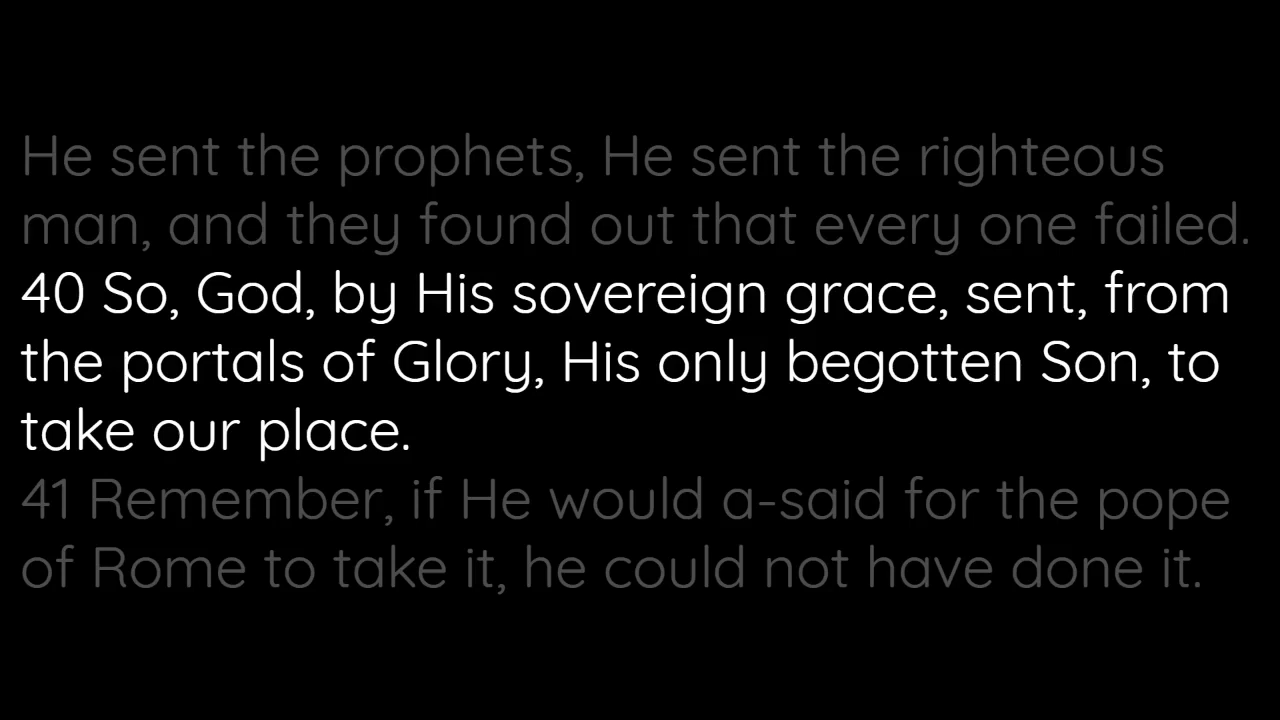 He sent the prophets, He sent the righteous
man, and they found out that every one failed.
40 So, God, by His sovereign grace, sent, from
the portals of Glory, His only begotten Son, to
take our place.
41 Remember, if He would a-said for the pope
of Rome to take it, he could not have done it.